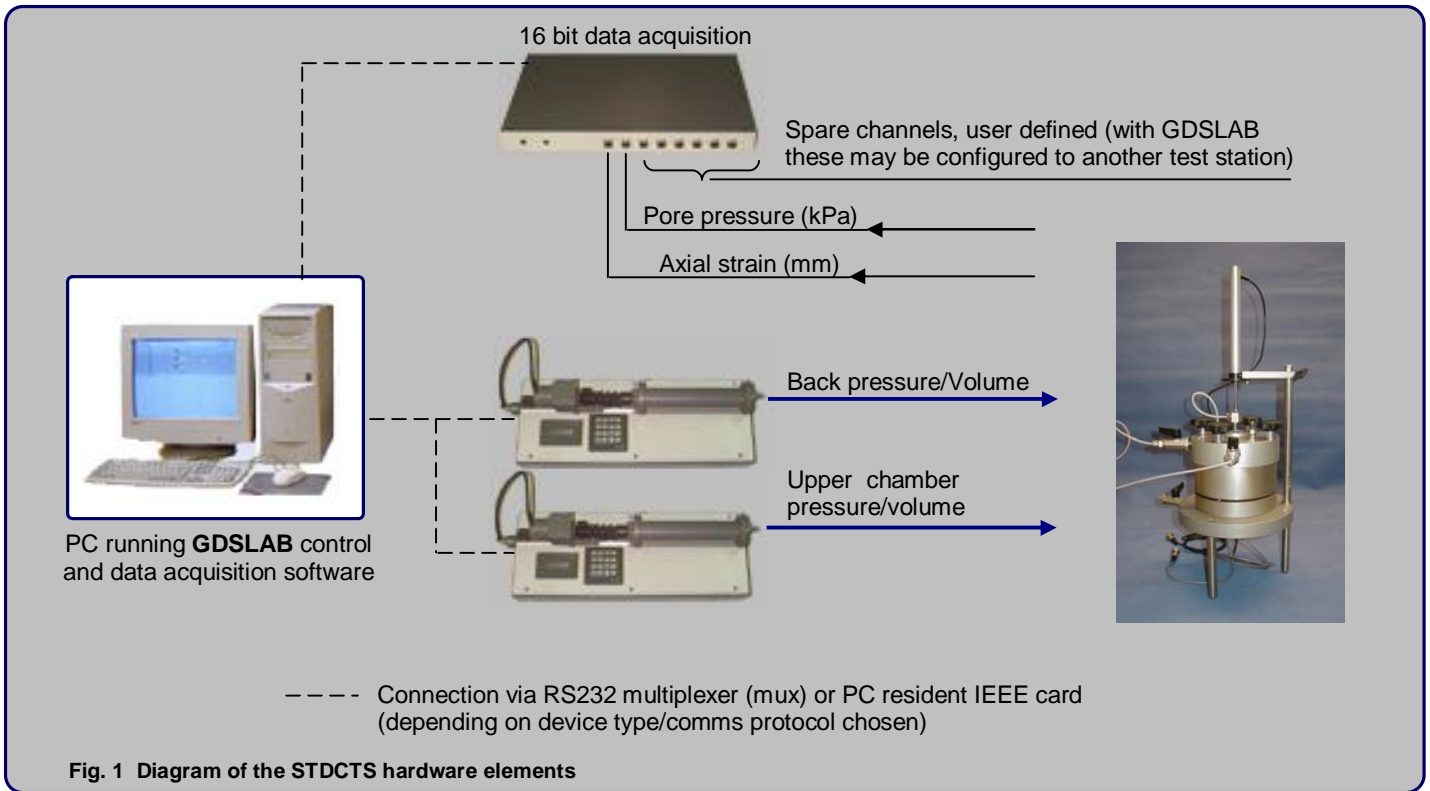 16 bit data acquisition
Spare channels, user defined (with GDSLAB
these may be configured to another test station)
Pore pressure (kPa)
Axial strain (mm)
Back pressure/Volume
Upper chamber
pressure/volume
PC running GDSLAB control
and data acquisition software
Connection via RS232 multiplexer (mux) or PC resident IEEE card
(depending on device type/comms protocol chosen)
Fig. 1 Diagram of the STDCTS hardware elements